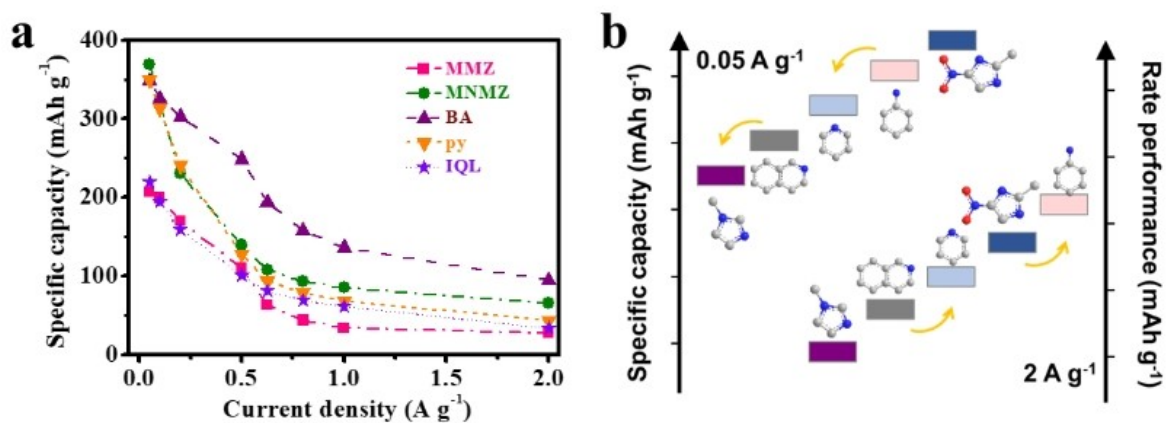 a
400
300
200
100
0
0.0
0.5
1.0
1.5
2.0
Specific capacity (mAh g⁻¹)
Current density (A g⁻¹)
MMZ
MNMZ
BA
py
IQL
b
0.05 A g⁻¹
Specific capacity (mAh g⁻¹)
2 A g⁻¹
Rate performance (mAh g⁻¹)